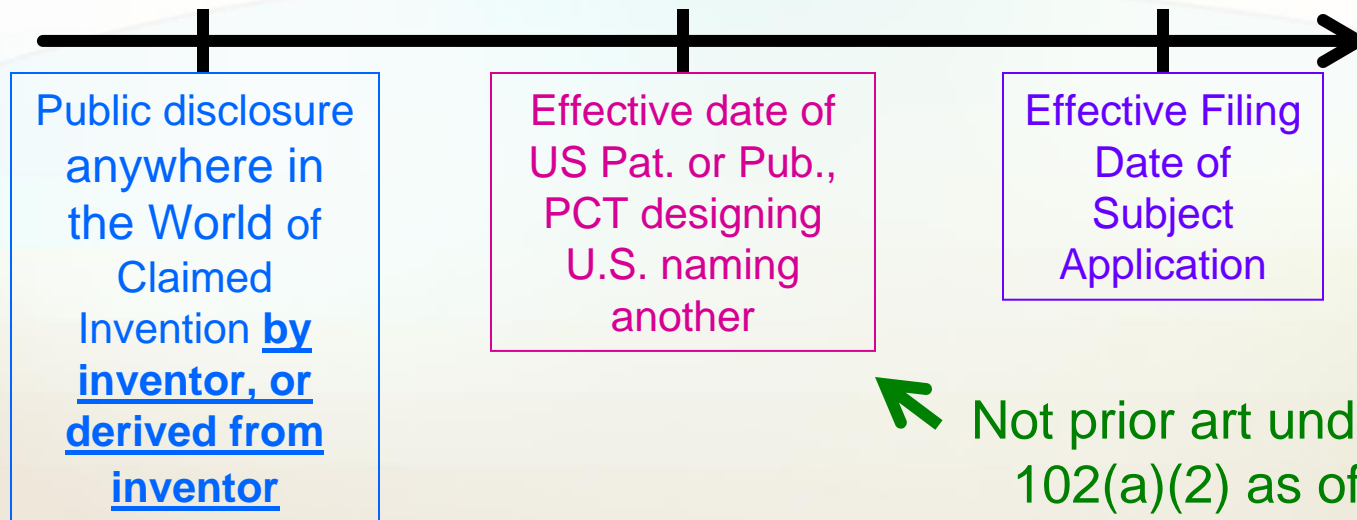 Public disclosure
anywhere in
the World of
Claimed
Invention by
inventor, or
derived from
inventor
Effective date of
US Pat. or Pub.,
PCT designing
U.S. naming
another
Effective Filing
Date of
Subject
Application
Not prior art
102(a)(2) as of